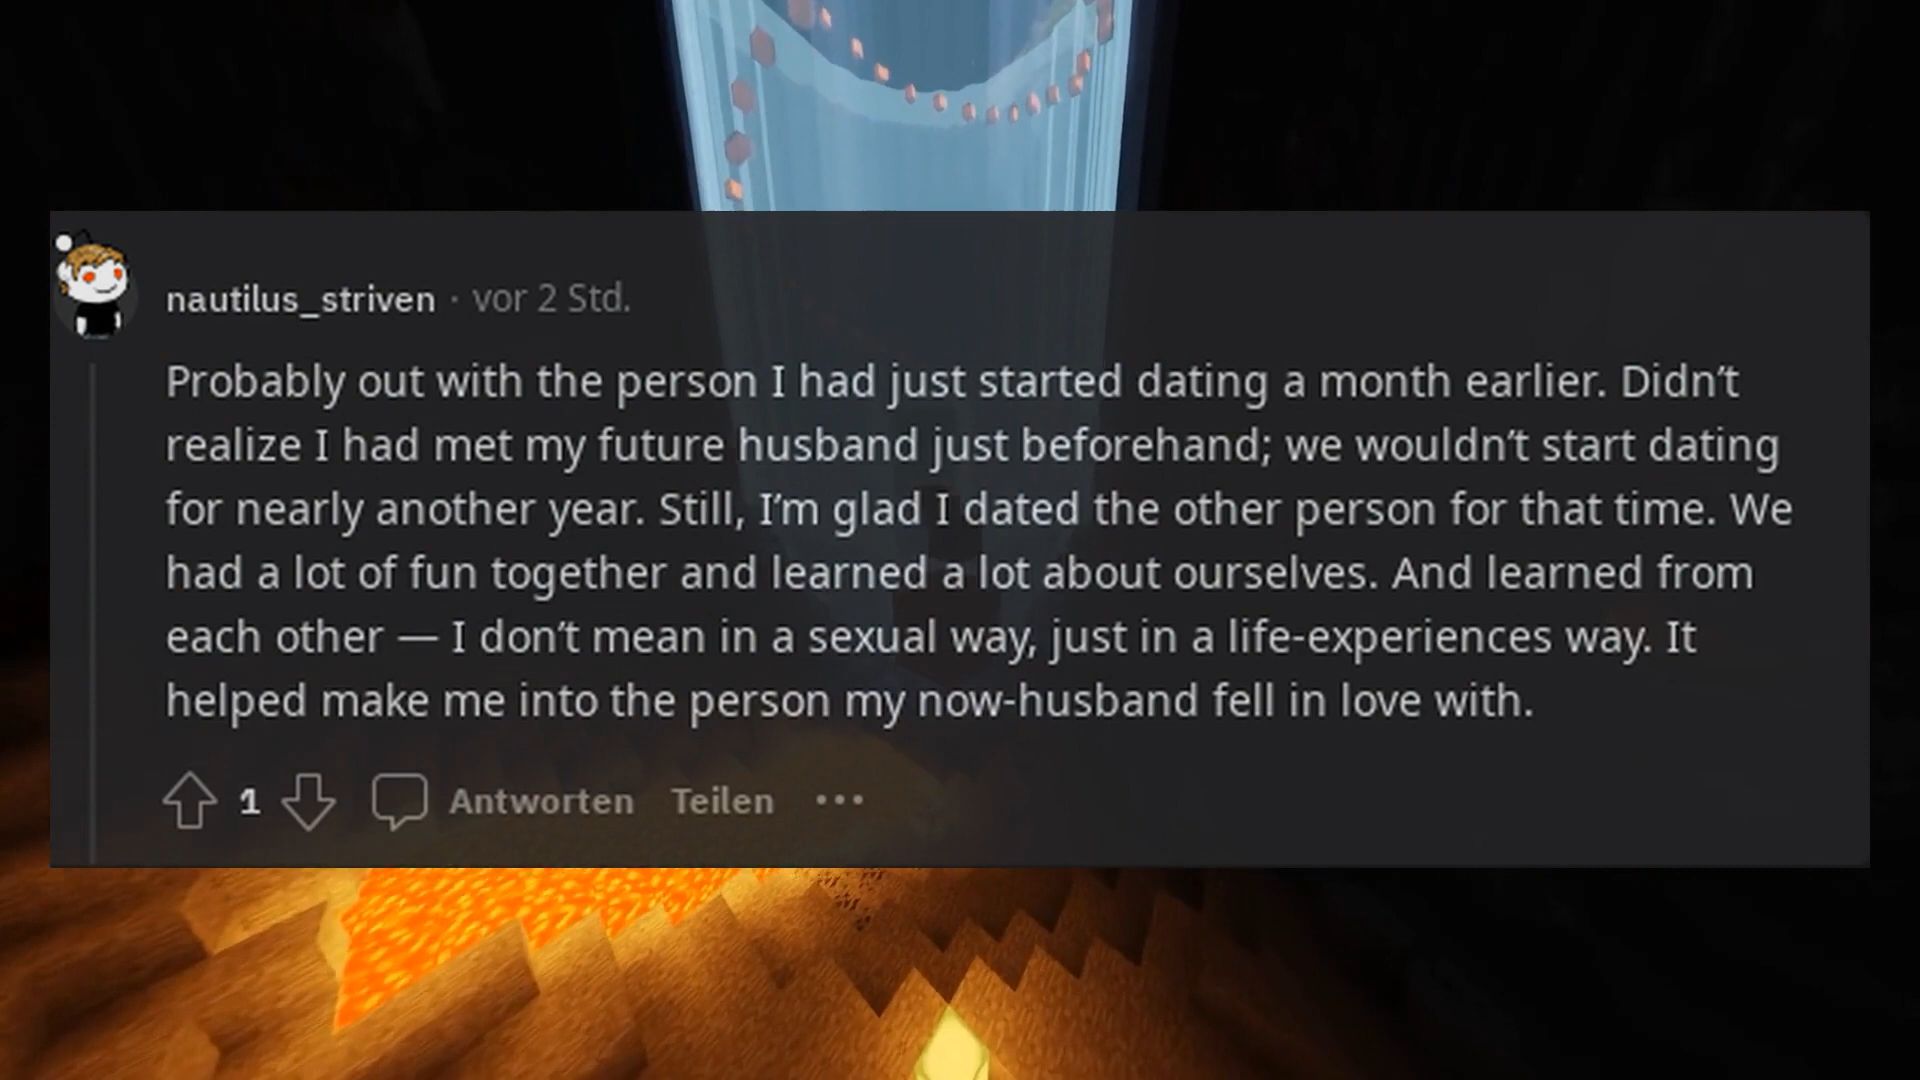 nautilus_striven · vor 2 Std.
Probably out with the person I had just started dating a month earlier. Didn’t
realize I had met my future husband just beforehand; we wouldn’t start dating
for nearly another year. Still, I’m glad I dated the other person for that time. We
had a lot of fun together and learned a lot about ourselves. And learned from
each other — I don’t mean in a sexual way, just in a life-experiences way. It
helped make me into the person my now-husband fell in love with.
1 Antworten Teilen ···